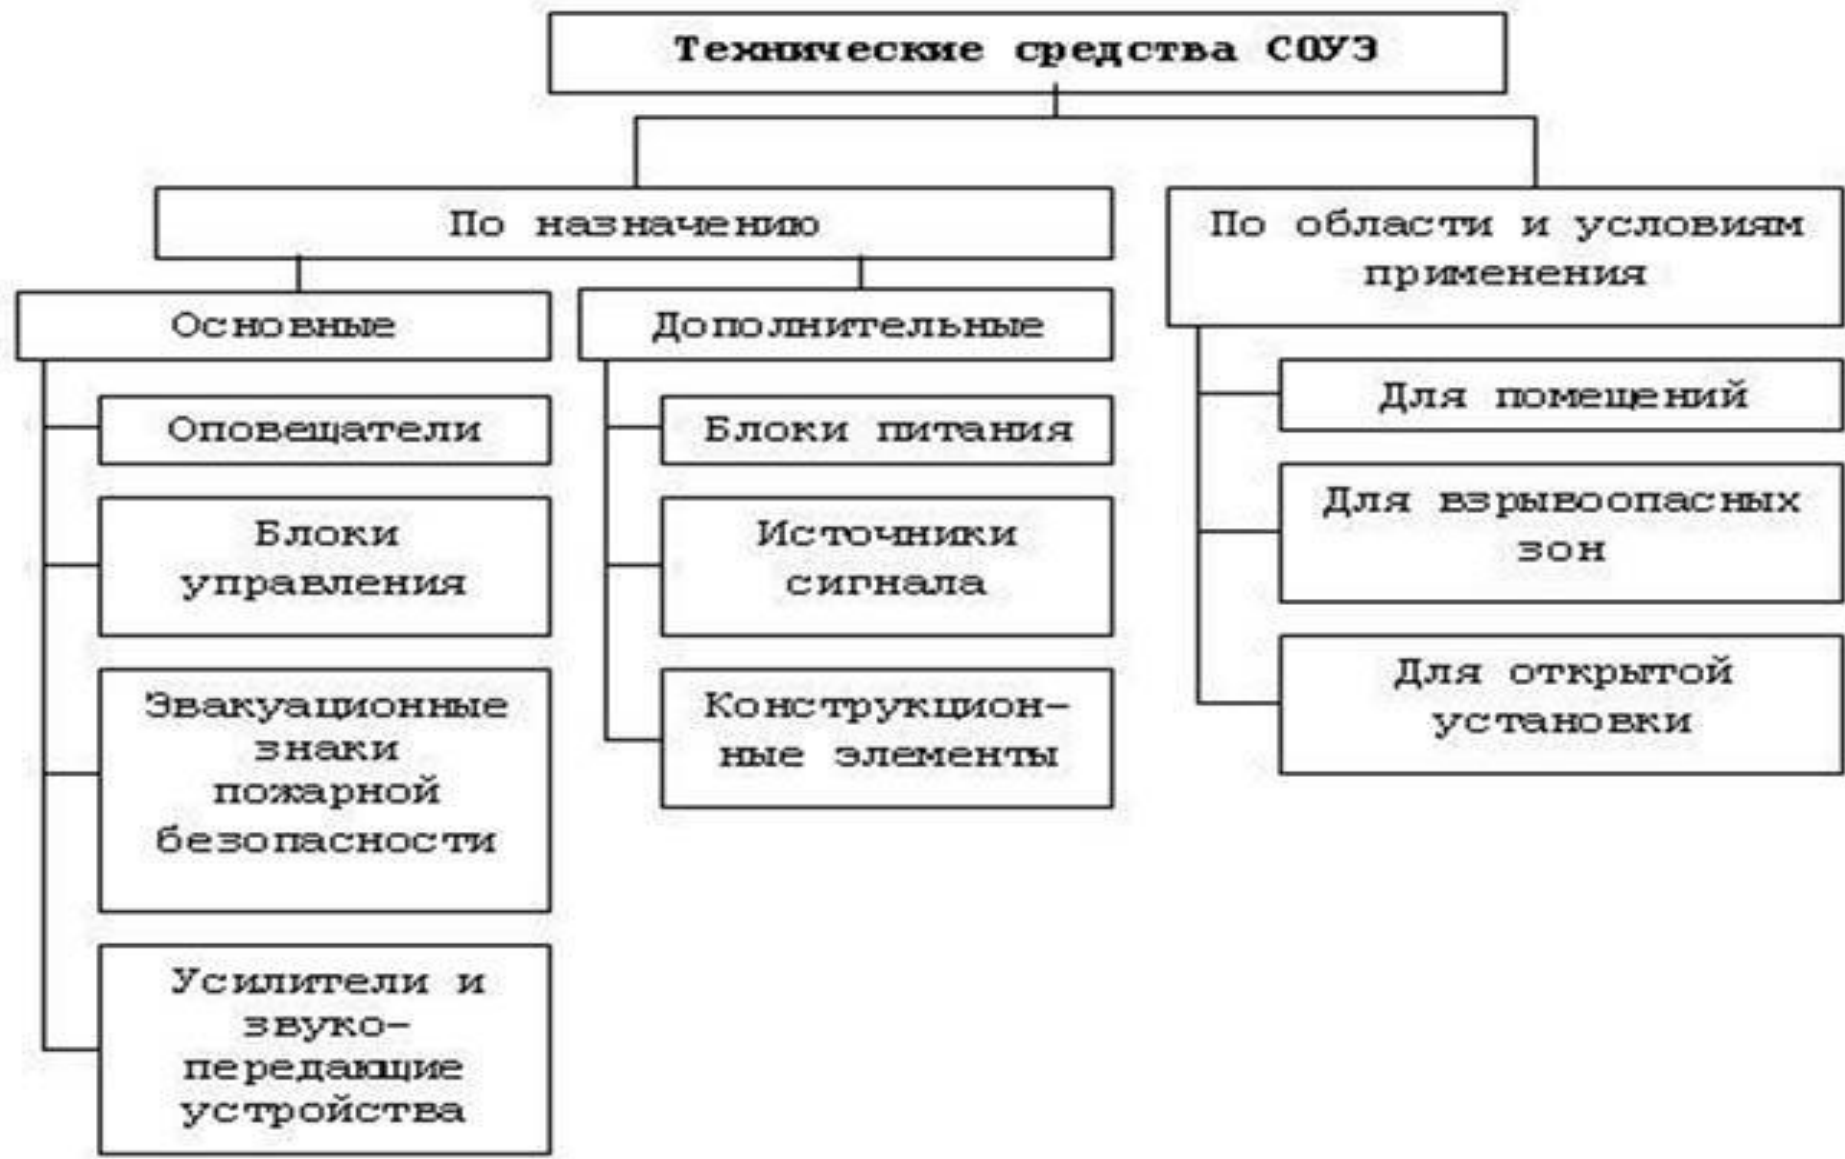 Технические средства СОУЭ
По назначению
По области и условиям
применения
Основные
Дополнительные
Оповещатели
Блоки
управления
Эвакуационные
знаки
пожарной
безопасности
Усилители и
звуко-
передающие
устройства
Блоки питания
Источники
сигнала
Конструкцион-
ные элементы
Для помещений
Для взрывоопасных
зон
Для открытой
установки